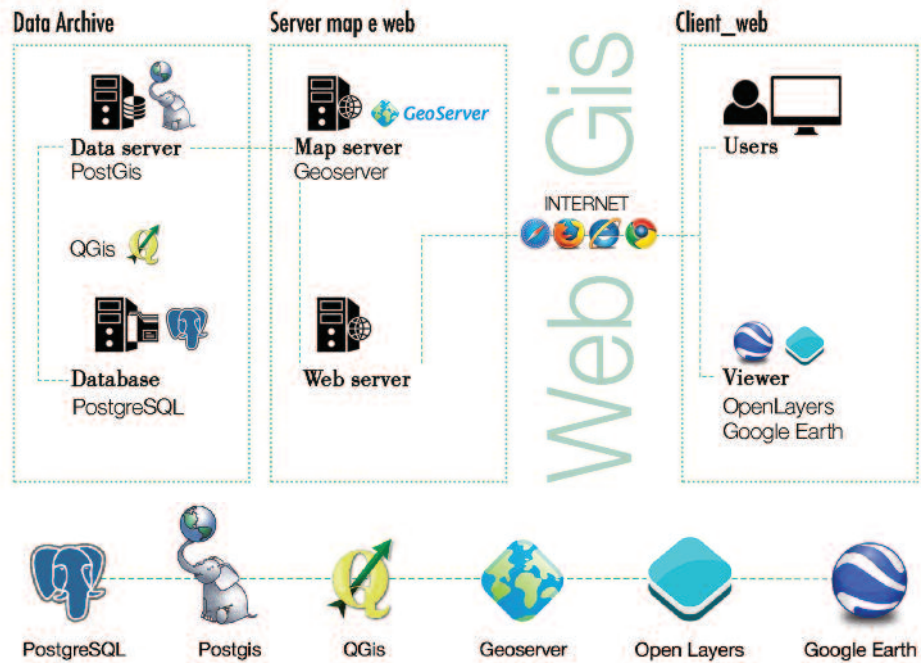 Data Archive
Server map e web
Client_web
Data server
PostGis
QGis
Database
PostgreSQL
GeoServer
Map server
Geoserver
Web server
Web Gis
INTERNET
Users
Viewer
OpenLayers
Google Earth
PostgreSQL
Postgis
QGis
Geoserver
Open Layers
Google Earth